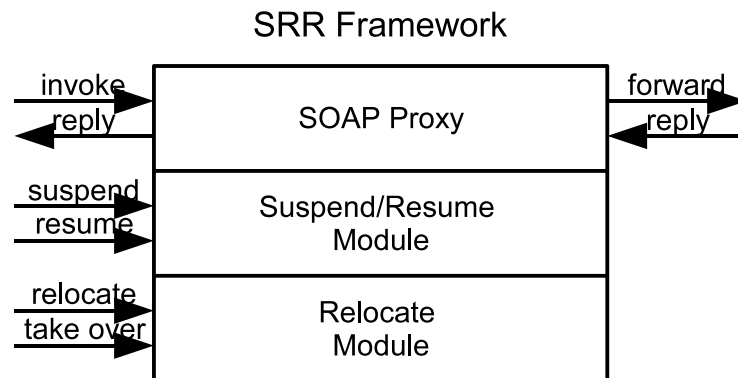 SRR Framework
invoke
reply
SOAP Proxy
forward
reply
suspend
resume
Suspend/Resume
Module
relocate
take over
Relocate
Module